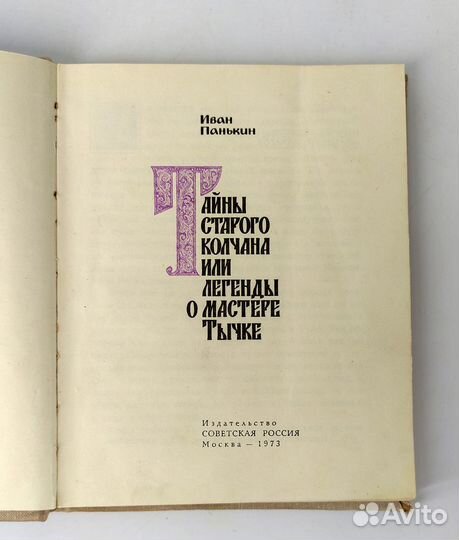 Иван
Панькин
Тайны
старого
колчана
или
легенды
о мастере
Тычке
Издательство
СОВЕТСКАЯ РОССИЯ
Москва — 1973
Avito